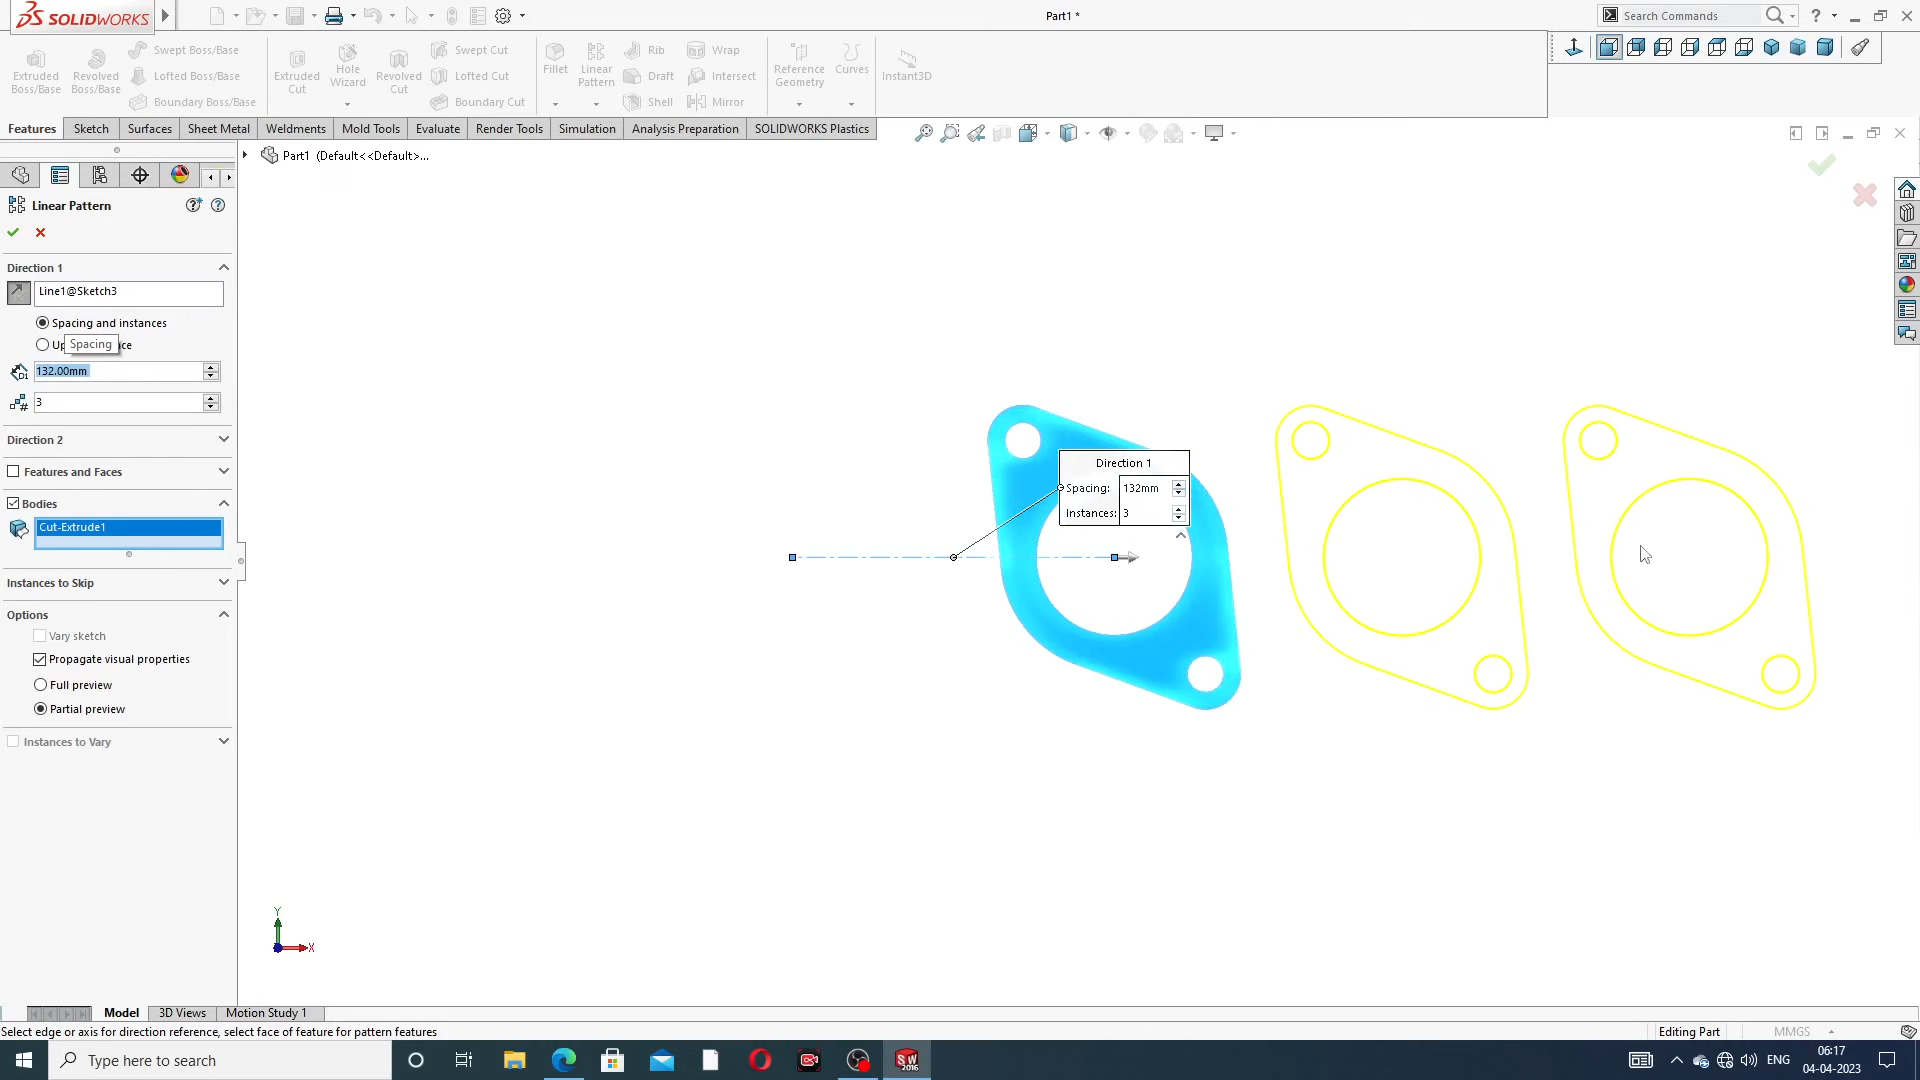 SOLIDWORKS
Part1 *
Search Commands
Extruded Boss/Base
Revolved Boss/Base
Swept Boss/Base
Lofted Boss/Base
Boundary Boss/Base
Extruded Cut
Hole Wizard
Revolved Cut
Swept Cut
Lofted Cut
Boundary Cut
Fillet
Linear Pattern
Rib
Draft
Shell
Wrap
Intersect
Mirror
Reference Geometry
Curves
Instant3D
Features
Sketch
Surfaces
Sheet Metal
Weldments
Mold Tools
Evaluate
Render Tools
Simulation
Analysis Preparation
SOLIDWORKS Plastics
Part1 (Default<<Default>...
Linear Pattern
Direction 1
Line1@Sketch3
Spacing and instances
Spacing
D1
132.00mm
#
3
Direction 2
Features and Faces
Bodies
Cut-Extrude1
Instances to Skip
Options
Vary sketch
Propagate visual properties
Full preview
Partial preview
Instances to Vary
Direction 1
Spacing: 132mm
Instances: 3
Y
X
Model
3D Views
Motion Study 1
Select edge or axis for direction reference, select face of feature for pattern features
Editing Part
MMGS
Type here to search
SW
2016
ENG
06:17
04-04-2023